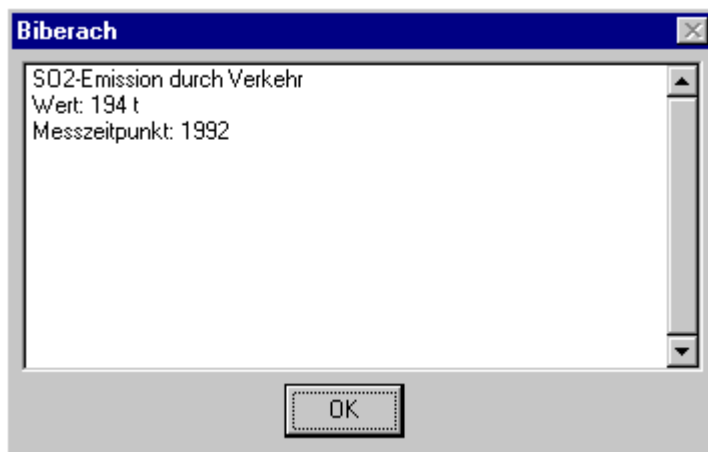 Biberach
SO2-Emission durch Verkehr
Wert: 194 t
Messzeitpunkt: 1992
OK